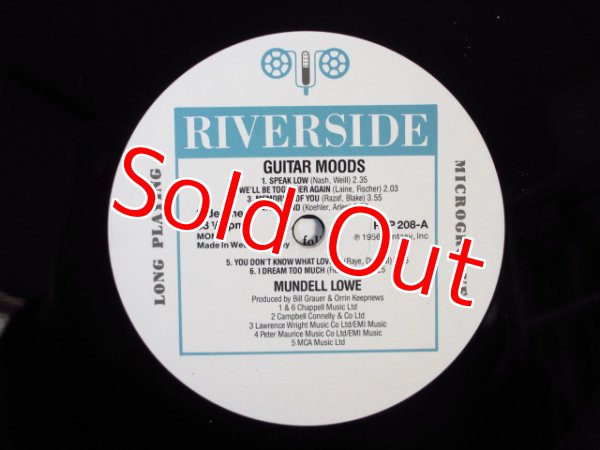 RIVERSIDE
GUITAR MOODS
1. SPEAK LOW (Nash, Weill) 2.35
WE'LL BE TOGETHER AGAIN (Laine, Fischer) 2.03
3. OF YOU (Razaf, Blake) 3.55
(Koehler,
MON
208-A
℗ 1956 Inc
Made in
5. YOU DON'T KNOW WHAT (Raye,
6. I DREAM TOO MUCH
MUNDELL LOWE
Produced by Bill Grauer & Orrin Keepnews
1 & 6 Chappell Music Ltd
2 Campbell Connelly & Co Ltd
3 Lawrence Wright Music Co Ltd/EMI Music
4 Peter Maurice Music Co Ltd/EMI Music
5 MCA Music Ltd
LONG PLAYING
Sold Out